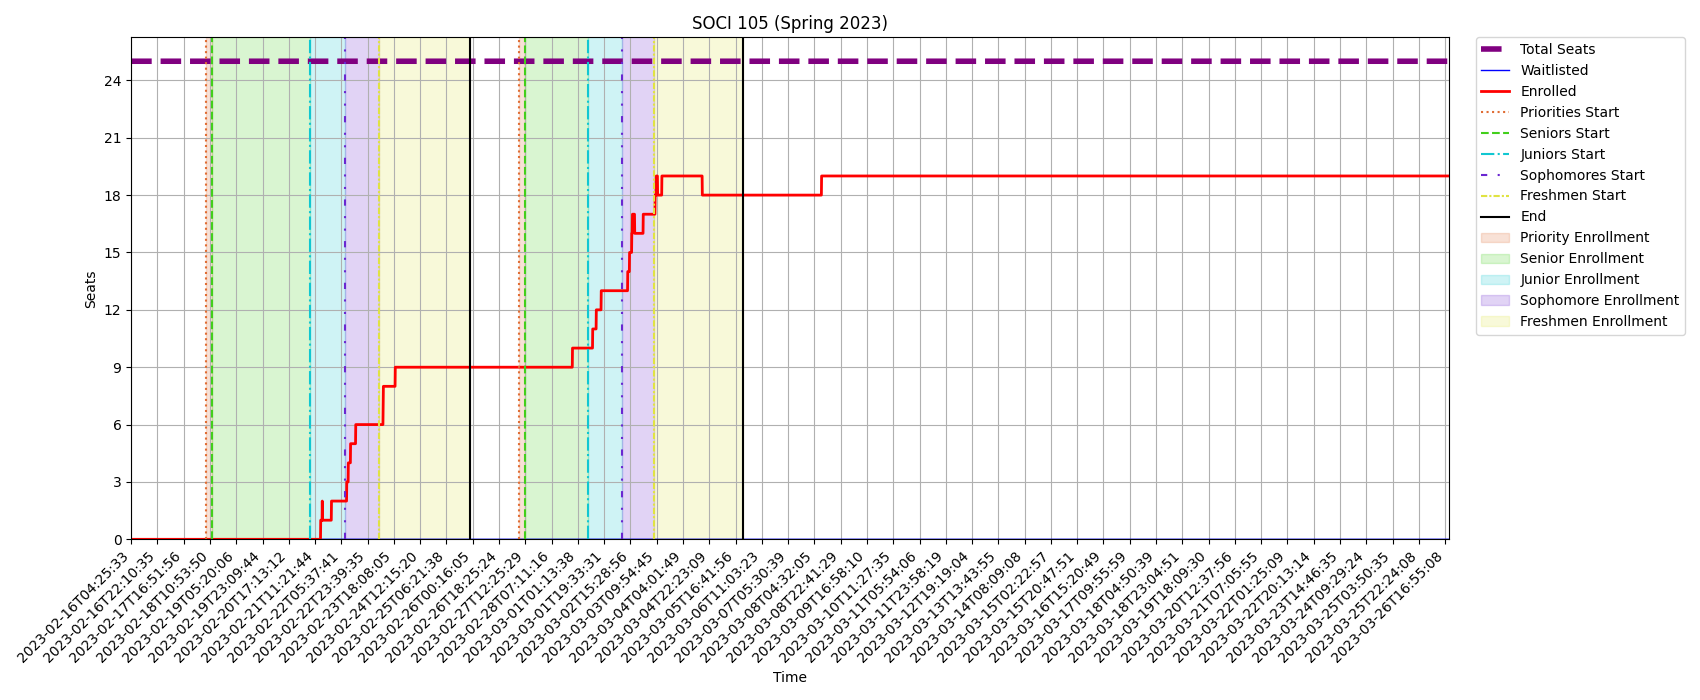 SOCI 105 (Spring 2023)
Total Seats
Waitlisted
Enrolled
Priorities Start
Seniors Start
Juniors Start
Sophomores Start
Freshmen Start
End
Priority Enrollment
Senior Enrollment
Junior Enrollment
Sophomore Enrollment
Freshmen Enrollment
Seats
24
21
18
15
12
9
6
3
0
2023-02-16T04:25:33
2023-02-16T22:10:35
2023-02-17T16:51:56
2023-02-18T10:53:50
2023-02-19T05:20:06
2023-02-19T23:09:44
2023-02-20T17:13:12
2023-02-21T11:21:44
2023-02-22T05:37:41
2023-02-22T23:39:35
2023-02-23T18:08:05
2023-02-24T12:15:20
2023-02-25T06:21:38
2023-02-26T00:16:05
2023-02-26T18:25:24
2023-02-27T12:25:29
2023-02-28T07:11:16
2023-03-01T01:13:38
2023-03-01T19:33:31
2023-03-02T15:28:56
2023-03-03T09:54:45
2023-03-04T04:01:49
2023-03-04T22:23:09
2023-03-05T16:41:56
2023-03-06T11:03:23
2023-03-07T05:30:39
2023-03-08T04:32:05
2023-03-08T22:41:29
2023-03-09T16:58:10
2023-03-10T11:27:35
2023-03-11T05:54:06
2023-03-11T23:58:19
2023-03-12T19:19:04
2023-03-13T13:43:55
2023-03-14T08:09:08
2023-03-15T02:22:57
2023-03-15T20:47:51
2023-03-16T15:20:49
2023-03-17T09:55:59
2023-03-18T04:50:39
2023-03-18T23:04:51
2023-03-19T18:09:30
2023-03-20T12:37:56
2023-03-21T07:05:55
2023-03-22T01:25:09
2023-03-22T20:13:14
2023-03-23T14:46:35
2023-03-24T09:29:24
2023-03-25T03:50:35
2023-03-25T22:24:08
2023-03-26T16:55:08
Time